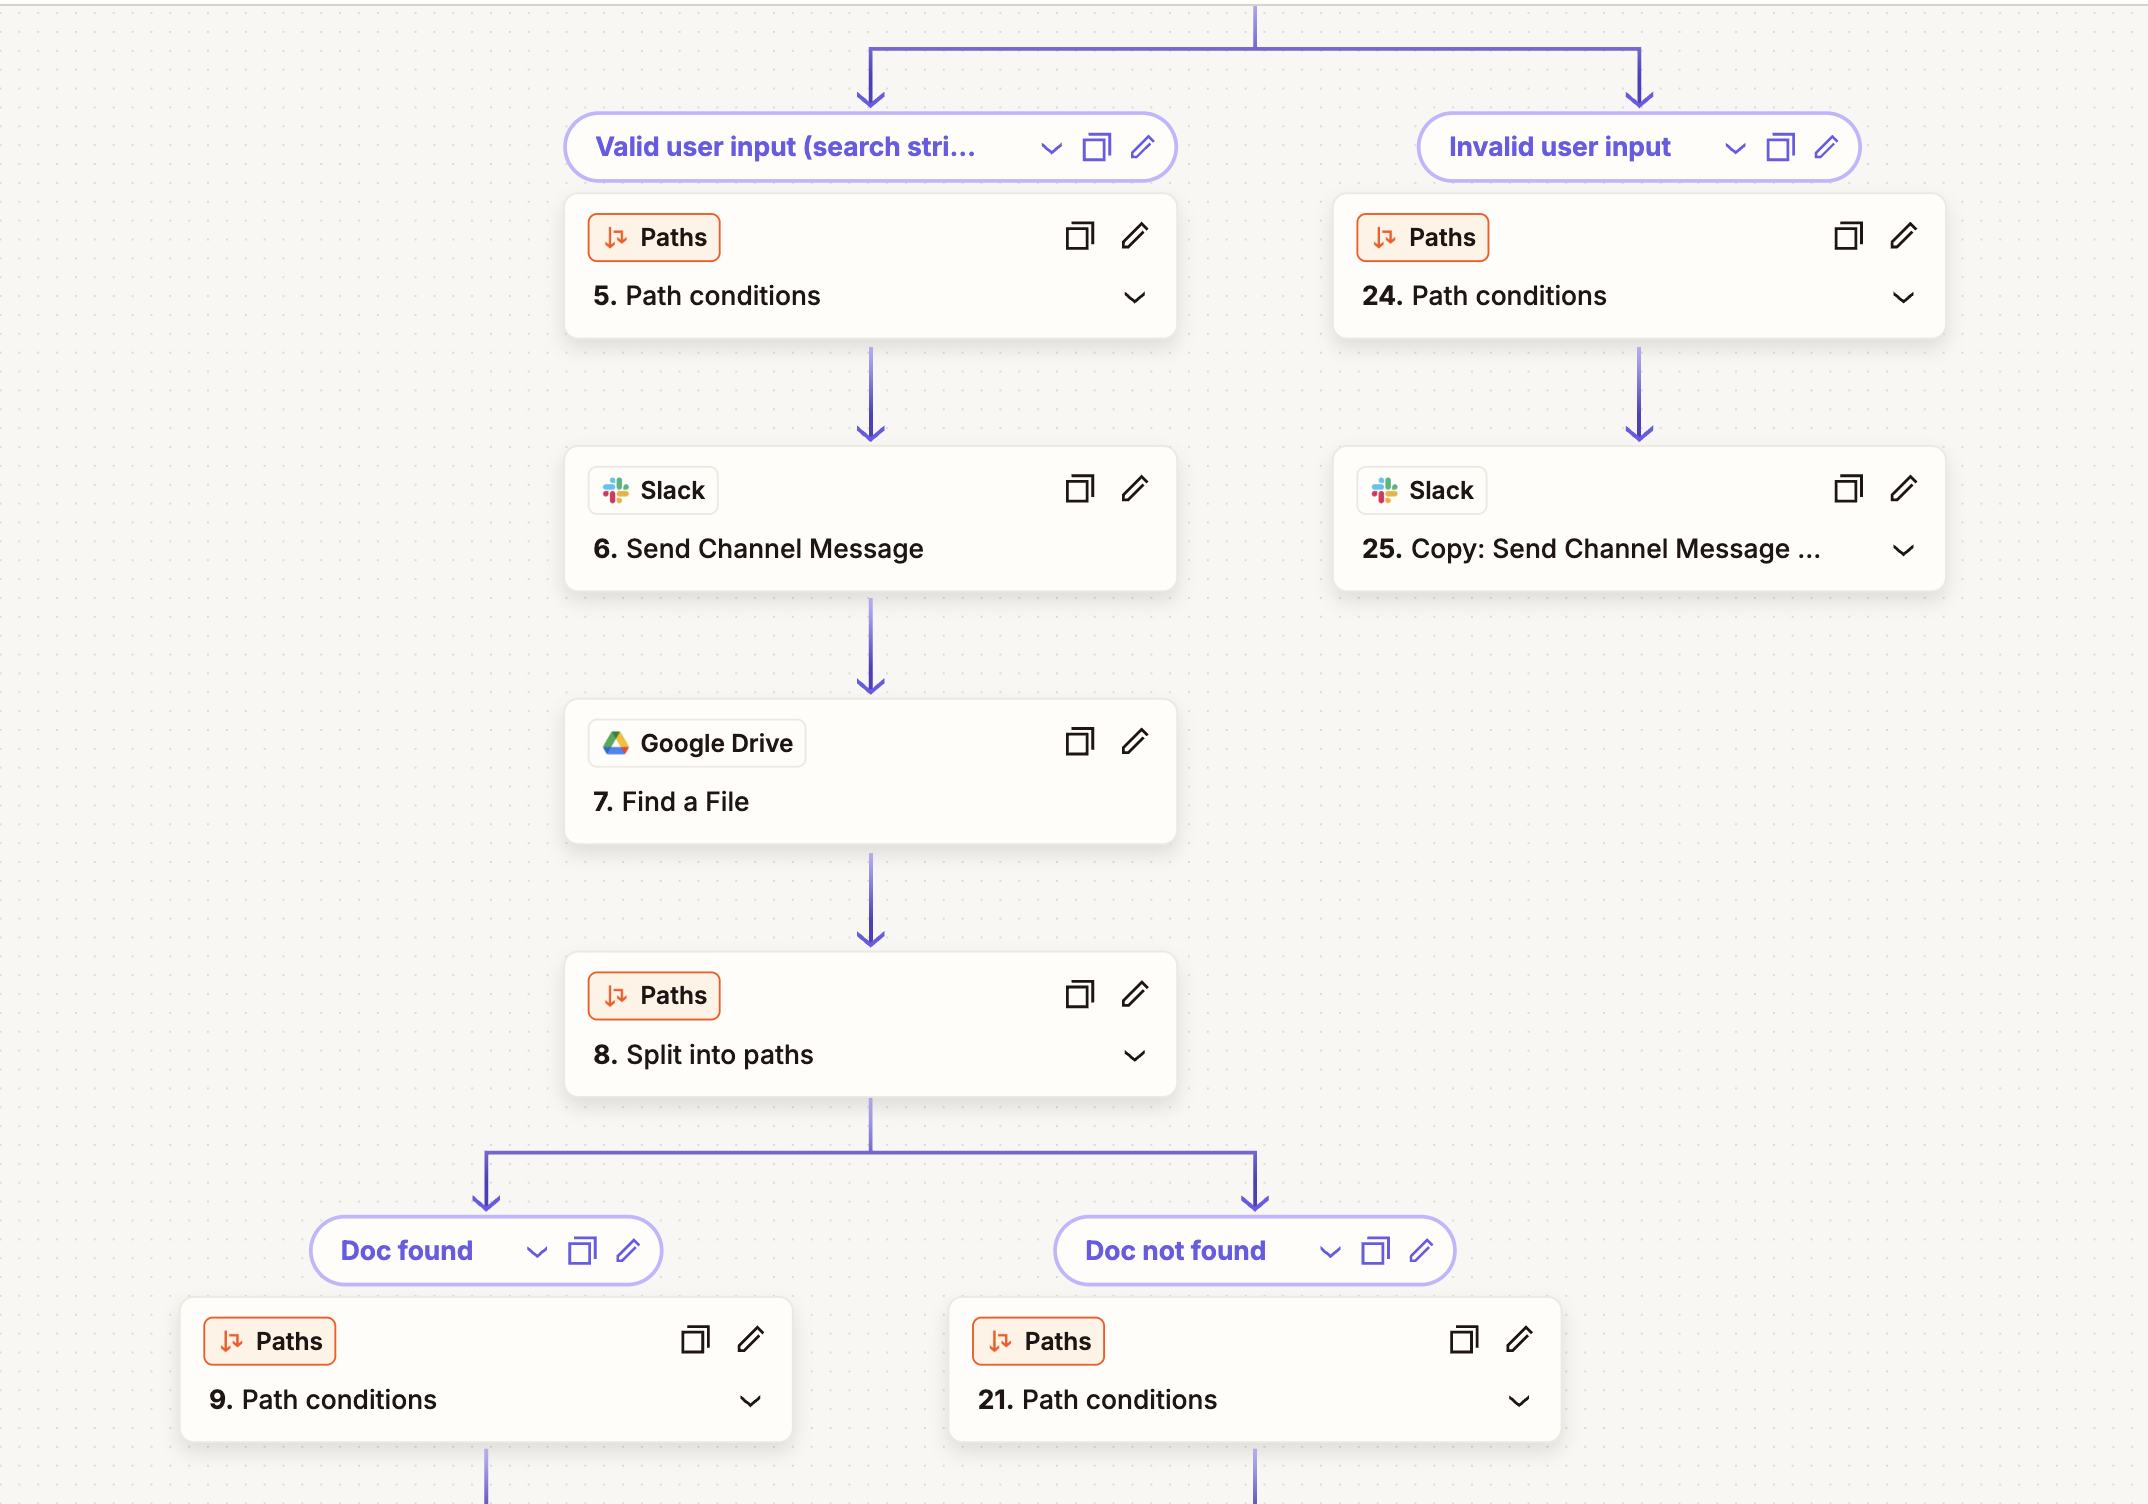 Valid user input (search stri...
Invalid user input
Paths
5. Path conditions
Paths
24. Path conditions
Slack
6. Send Channel Message
Slack
25. Copy: Send Channel Message ...
Google Drive
7. Find a File
Paths
8. Split into paths
Doc found
Doc not found
Paths
9. Path conditions
Paths
21. Path conditions